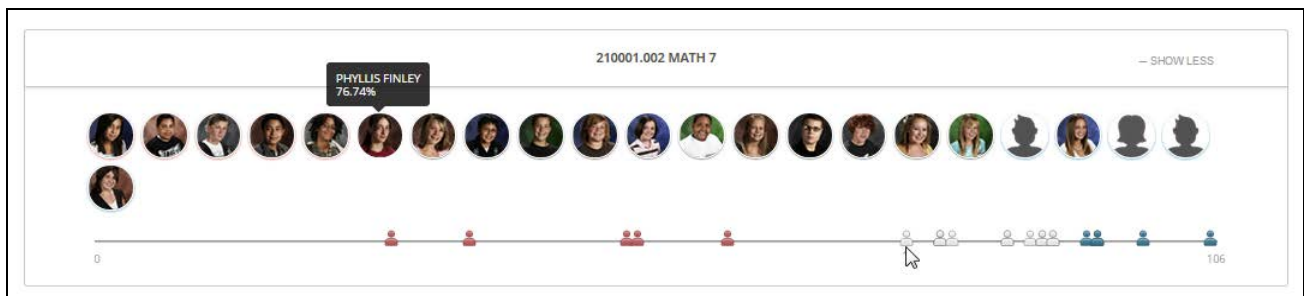 210001.002 MATH 7
– SHOW LESS
PHYLLIS FINLEY
76.74%
0
106